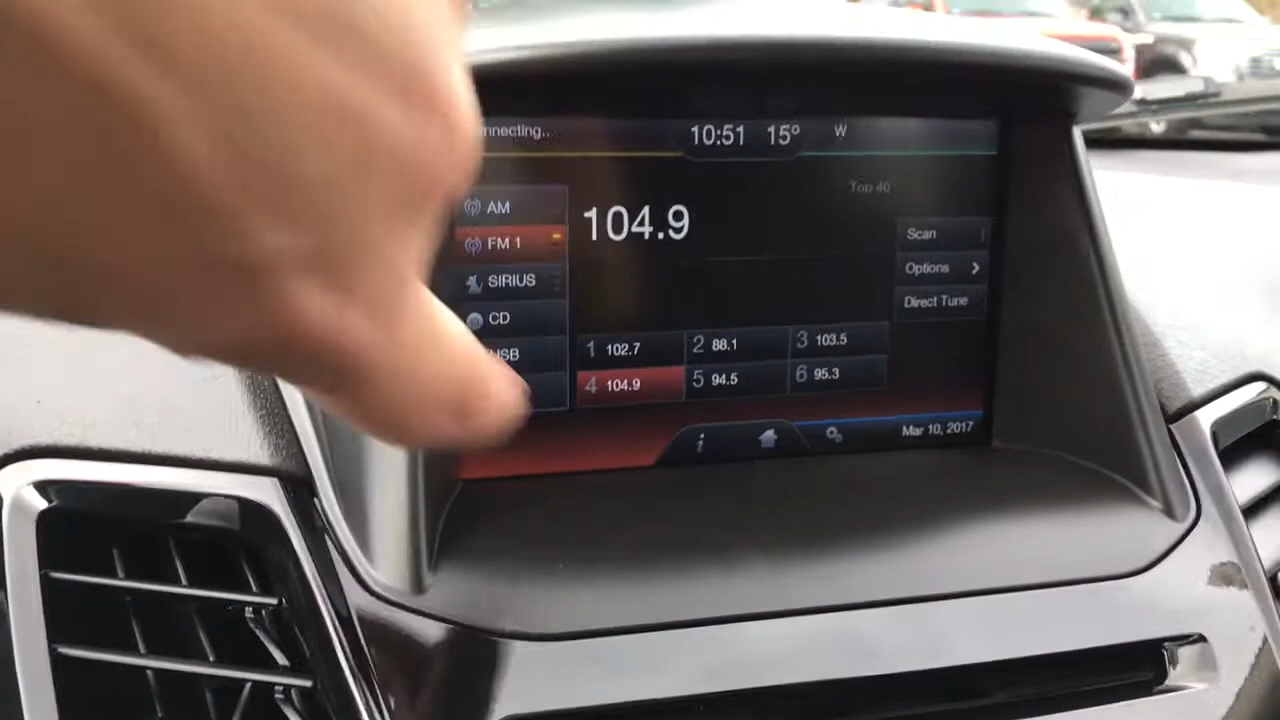 nnecting...
10:51 15° W
Top 40
104.9
AM
FM 1
SIRIUS
CD
USB
Scan
Options
Direct Tune
1 102.7
2 88.1
3 103.5
4 104.9
5 94.5
6 95.3
i
Mar 10, 2017